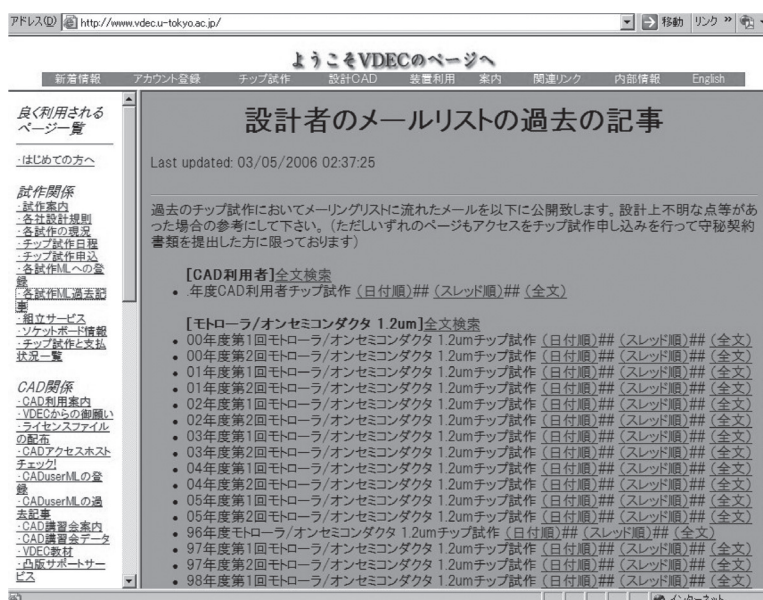 アドレス(D) http://www.vdec.u-tokyo.ac.jp/ 移動 リンク »
ようこそVDECのページへ
新着情報 アカウント登録 チップ試作 設計CAD 装置利用 案内 関連リンク 内部情報 English
良く利用される
ページ一覧
·はじめての方へ
試作関係
·試作案内
·各社設計規則
·各試作の現況
·チップ試作日程
·チップ試作申込
·各試作MLへの登
録
·各試作ML過去記
事
·組立サービス
·ソケットボード情報
·チップ試作と支払
状況一覧
CAD関係
·CAD利用案内
·VDECからの御願い
·ライセンスファイル
の配布
·CADアクセスホスト
チェック!
·CADuserMLの登
録
·CADuserMLの過
去記事
·CAD講習会案内
·CAD講習会データ
·VDEC教材
·凸版サポートサー
ビス
設計者のメールリストの過去の記事
Last updated: 03/05/2006 02:37:25
過去のチップ試作においてメーリングリストに流れたメールを以下に公開致します。設計上不明な点等があ
った場合の参考にして下さい。(ただしいずれのページもアクセスをチップ試作申し込みを行って守秘契約
書類を提出した方に限っております)
[CAD利用者]全文検索
• .年度CAD利用者チップ試作 (日付順)## (スレッド順)## (全文)
[モトローラ/オンセミコンダクタ 1.2um]全文検索
• 00年度第1回モトローラ/オンセミコンダクタ 1.2umチップ試作 (日付順)## (スレッド順)## (全文)
• 00年度第2回モトローラ/オンセミコンダクタ 1.2umチップ試作 (日付順)## (スレッド順)## (全文)
• 01年度第1回モトローラ/オンセミコンダクタ 1.2umチップ試作 (日付順)## (スレッド順)## (全文)
• 01年度第2回モトローラ/オンセミコンダクタ 1.2umチップ試作 (日付順)## (スレッド順)## (全文)
• 02年度第1回モトローラ/オンセミコンダクタ 1.2umチップ試作 (日付順)## (スレッド順)## (全文)
• 02年度第2回モトローラ/オンセミコンダクタ 1.2umチップ試作 (日付順)## (スレッド順)## (全文)
• 03年度第1回モトローラ/オンセミコンダクタ 1.2umチップ試作 (日付順)## (スレッド順)## (全文)
• 03年度第2回モトローラ/オンセミコンダクタ 1.2umチップ試作 (日付順)## (スレッド順)## (全文)
• 04年度第1回モトローラ/オンセミコンダクタ 1.2umチップ試作 (日付順)## (スレッド順)## (全文)
• 04年度第2回モトローラ/オンセミコンダクタ 1.2umチップ試作 (日付順)## (スレッド順)## (全文)
• 05年度第1回モトローラ/オンセミコンダクタ 1.2umチップ試作 (日付順)## (スレッド順)## (全文)
• 05年度第2回モトローラ/オンセミコンダクタ 1.2umチップ試作 (日付順)## (スレッド順)## (全文)
• 96年度モトローラ/オンセミコンダクタ 1.2umチップ試作 (日付順)## (スレッド順)## (全文)
• 97年度第1回モトローラ/オンセミコンダクタ 1.2umチップ試作 (日付順)## (スレッド順)## (全文)
• 97年度第2回モトローラ/オンセミコンダクタ 1.2umチップ試作 (日付順)## (スレッド順)## (全文)
• 98年度第1回モトローラ/オンセミコンダクタ 1.2umチップ試作 (日付順)## (スレッド順)## (全文)
インターネット